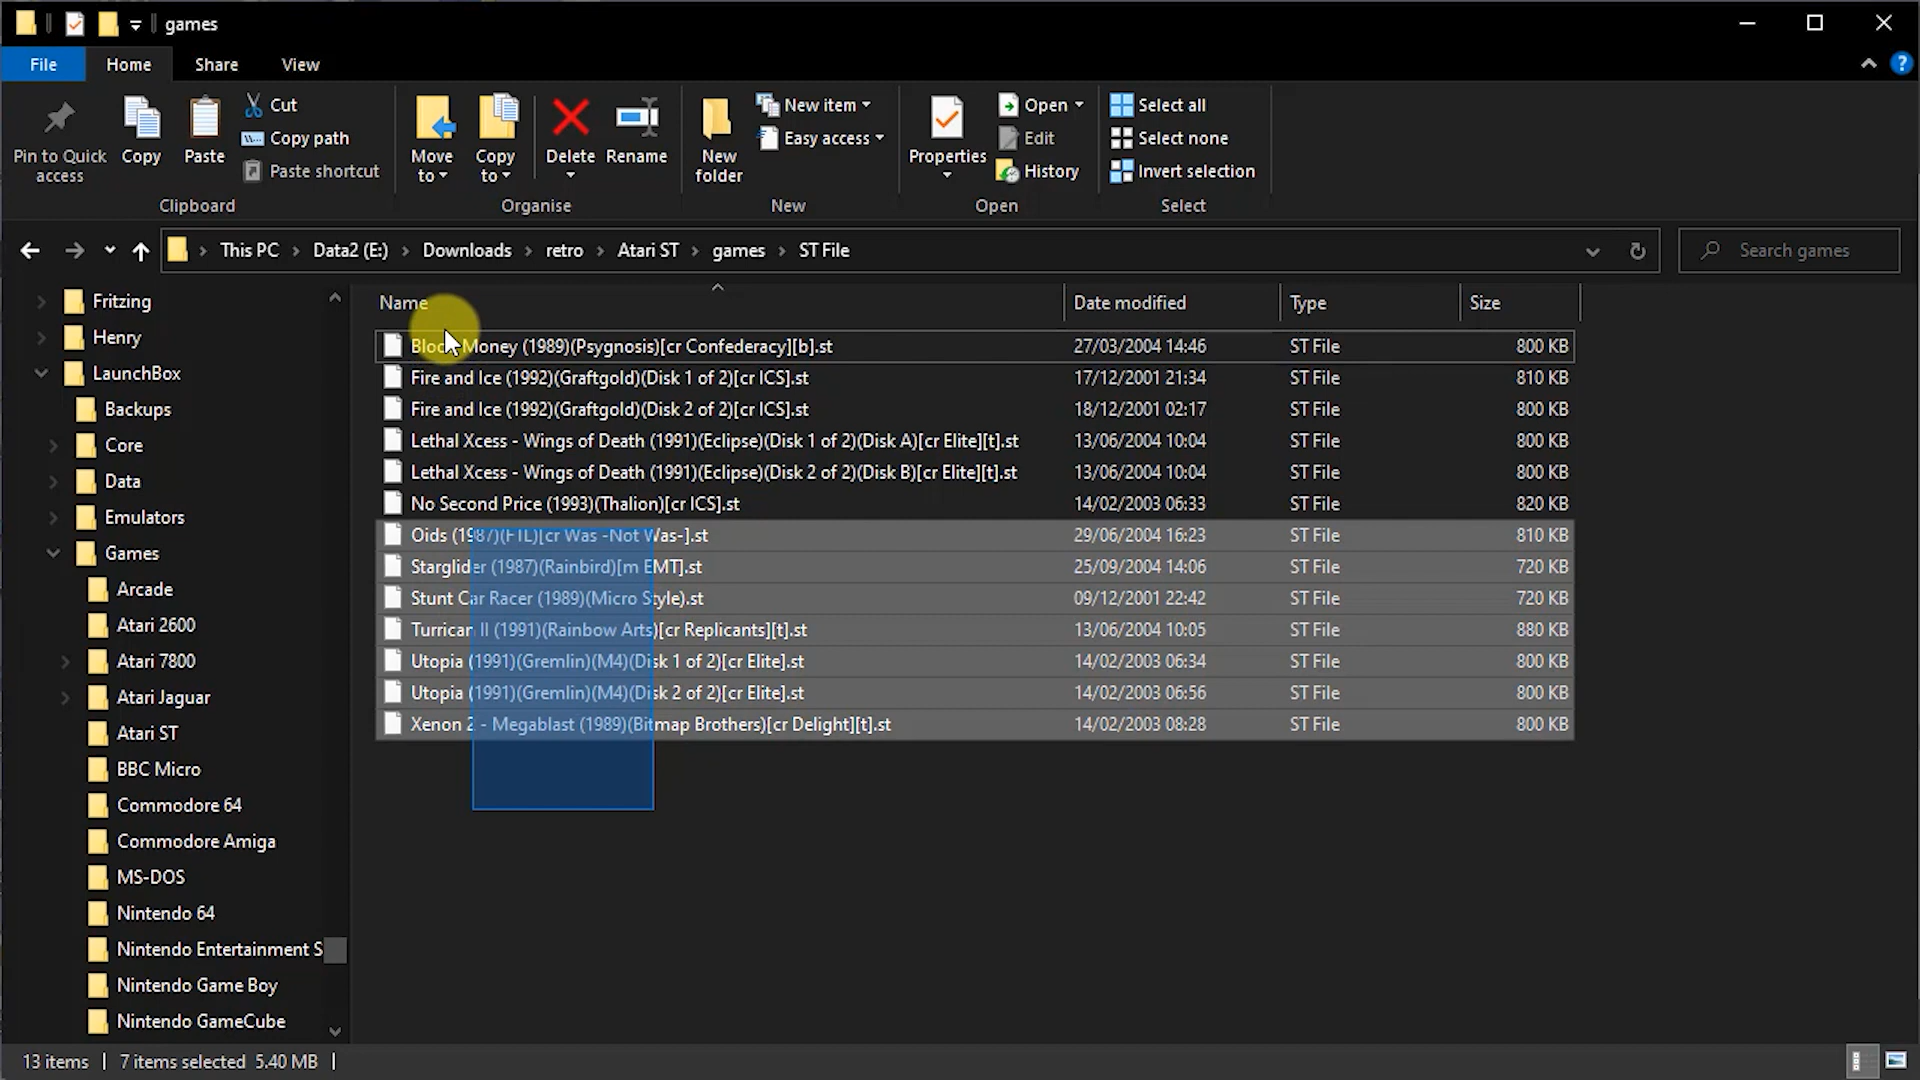 games
File Home Share View
Pin to Quick access
Copy
Paste
Cut
Copy path
Paste shortcut
Clipboard
Move to
Copy to
Delete
Rename
Organise
New folder
New item
Easy access
New
Properties
Open
Edit
History
Open
Select all
Select none
Invert selection
Select
This PC > Data2 (E:) > Downloads > retro > Atari ST > games > ST File
Search games
Fritzing
Henry
LaunchBox
Backups
Core
Data
Emulators
Games
Arcade
Atari 2600
Atari 7800
Atari Jaguar
Atari ST
BBC Micro
Commodore 64
Commodore Amiga
MS-DOS
Nintendo 64
Nintendo Entertainment S
Nintendo Game Boy
Nintendo GameCube
Name Date modified Type Size
Money (1989)(Psygnosis)[cr Confederacy][b].st 27/03/2004 14:46 ST File 800 KB
Fire and Ice (1992)(Graftgold)(Disk 1 of 2)[cr ICS].st 17/12/2001 21:34 ST File 810 KB
Fire and Ice (1992)(Graftgold)(Disk 2 of 2)[cr ICS].st 18/12/2001 02:17 ST File 800 KB
Lethal Xcess - Wings of Death (1991)(Eclipse)(Disk 1 of 2)(Disk A)[cr Elite][t].st 13/06/2004 10:04 ST File 800 KB
Lethal Xcess - Wings of Death (1991)(Eclipse)(Disk 2 of 2)(Disk B)[cr Elite][t].st 13/06/2004 10:04 ST File 800 KB
No Second Price (1993)(Thalion)[cr ICS].st 14/02/2003 06:33 ST File 820 KB
Oids (1987)(FTL)[cr Was -Not Was-].st 29/06/2004 16:23 ST File 810 KB
Starglider (1987)(Rainbird)[m EMT].st 25/09/2004 14:06 ST File 720 KB
Stunt Car Racer (1989)(Micro Style).st 09/12/2001 22:42 ST File 720 KB
Turrican II (1991)(Rainbow Arts)[cr Replicants][t].st 13/06/2004 10:05 ST File 880 KB
Utopia (1991)(Gremlin)(M4)(Disk 1 of 2)[cr Elite].st 14/02/2003 06:34 ST File 800 KB
Utopia (1991)(Gremlin)(M4)(Disk 2 of 2)[cr Elite].st 14/02/2003 06:56 ST File 800 KB
Xenon 2 - Megablast (1989)(Bitmap Brothers)[cr Delight][t].st 14/02/2003 08:28 ST File 800 KB
13 items | 7 items selected 5.40 MB |